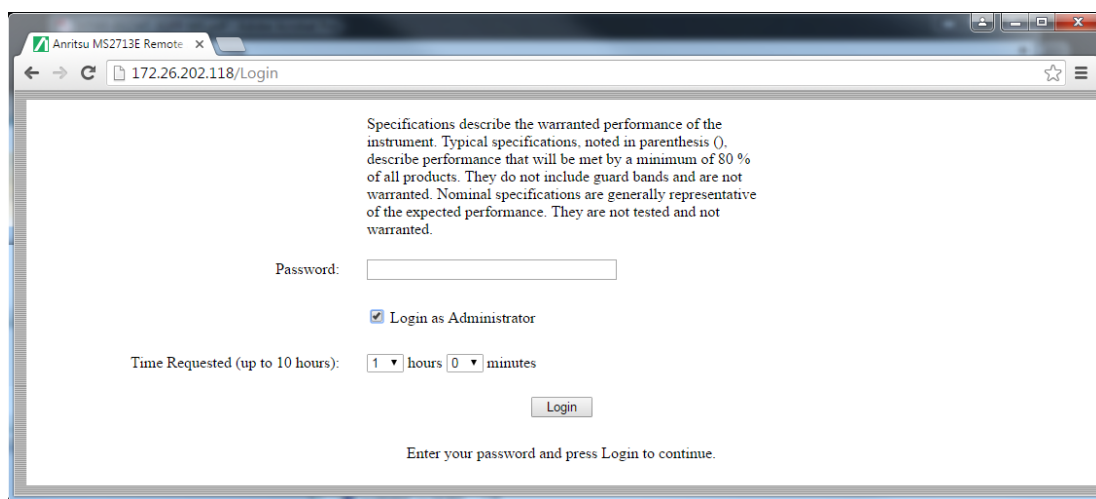 Anritsu MS2713E Remote
172.26.202.118/Login
Specifications describe the warranted performance of the
instrument. Typical specifications, noted in parenthesis (),
describe performance that will be met by a minimum of 80 %
of all products. They do not include guard bands and are not
warranted. Nominal specifications are generally representative
of the expected performance. They are not tested and not
warranted.
Password:
Login as Administrator
Time Requested (up to 10 hours): 1 hours 0 minutes
Login
Enter your password and press Login to continue.